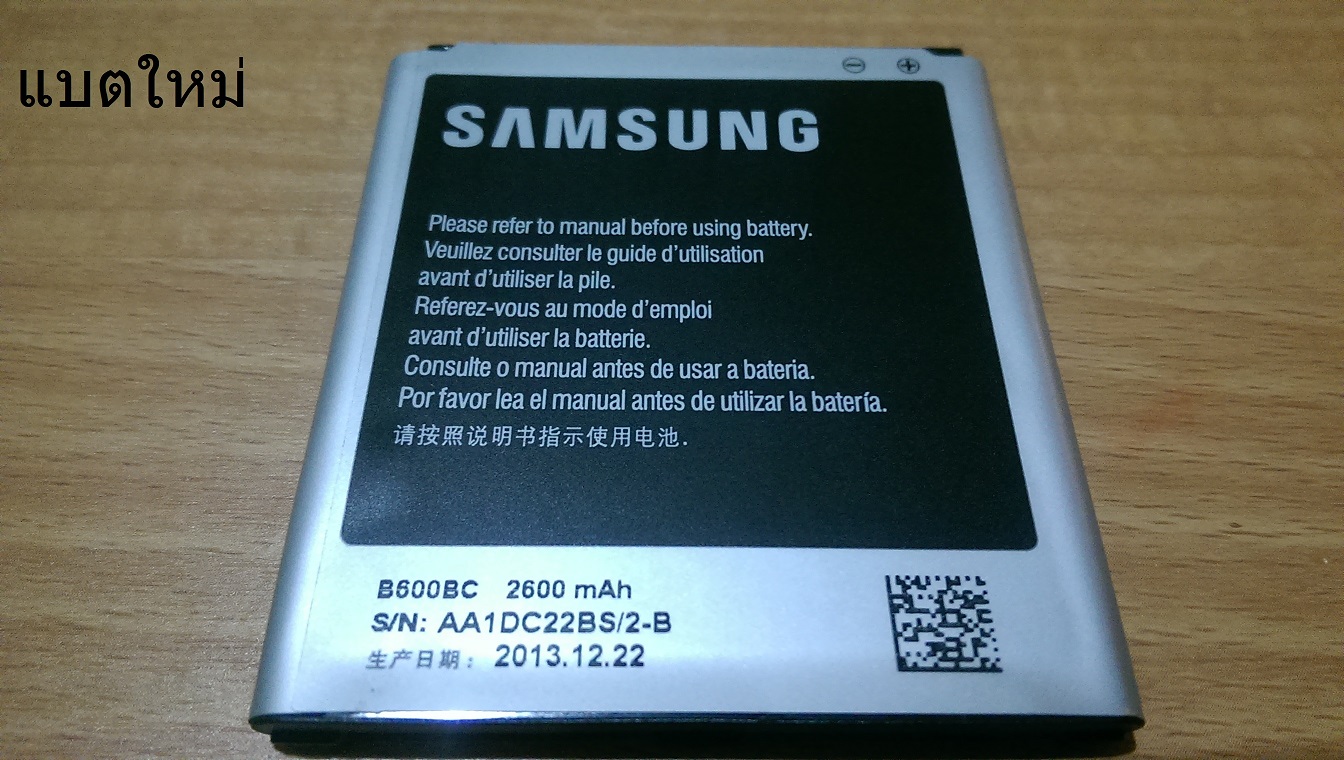 แบตใหม่
SAMSUNG
Please refer to manual before using battery.
Veuillez consulter le guide d'utilisation
avant d'utiliser la pile.
Referez-vous au mode d'emploi
avant d'utiliser la batterie.
Consulte o manual antes de usar a bateria.
Por favor lea el manual antes de utilizar la batería.
请按照说明书指示使用电池.
B600BC 2600 mAh
S/N: AA1DC22BS/2-B
生产日期: 2013.12.22